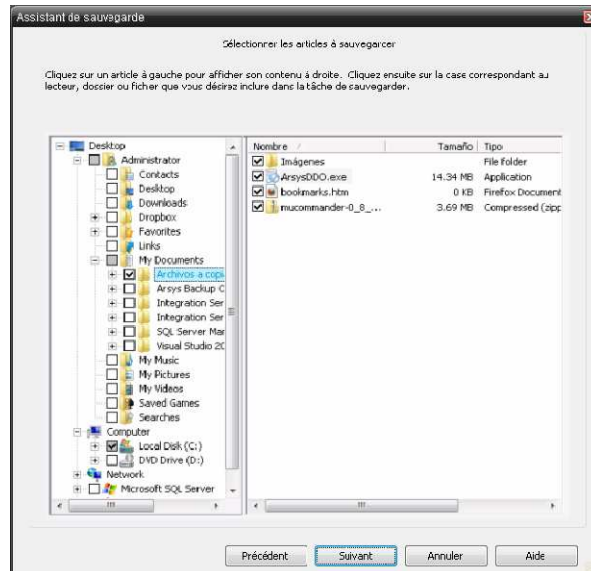 Assistant de sauvegarde
Sélectionner les articles à sauvegarcer
Cliquez sur un article à gauche pour afficher son contenu à droite. Cliquez ensuite sur la case correspondant au
lecteur, dossier ou ficher que vous désirez inclure dans la tâche de sauvegarder.
Desktop
Administrator
Contacts
Desktop
Downloads
Dropbox
Favorites
Links
My Documents
Archivos a copi
Arsys Backup C
Integration Ser
Integration Ser
SQL Server Mar
Visual Studio 20
My Music
My Pictures
My Videos
Saved Games
Searches
Computer
Local Disk (C:)
DVD Drive (D:)
Network
Microsoft SQL Server
Nombre Tamaño Tipo
Imágenes File folder
ArsysDDO.exe 14.34 MB Application
bookmarks.htm 0 KB Firefox Document
mucommander-0_8_... 3.69 MB Compressed (zipp
Précédent Suivant Annuler Aide